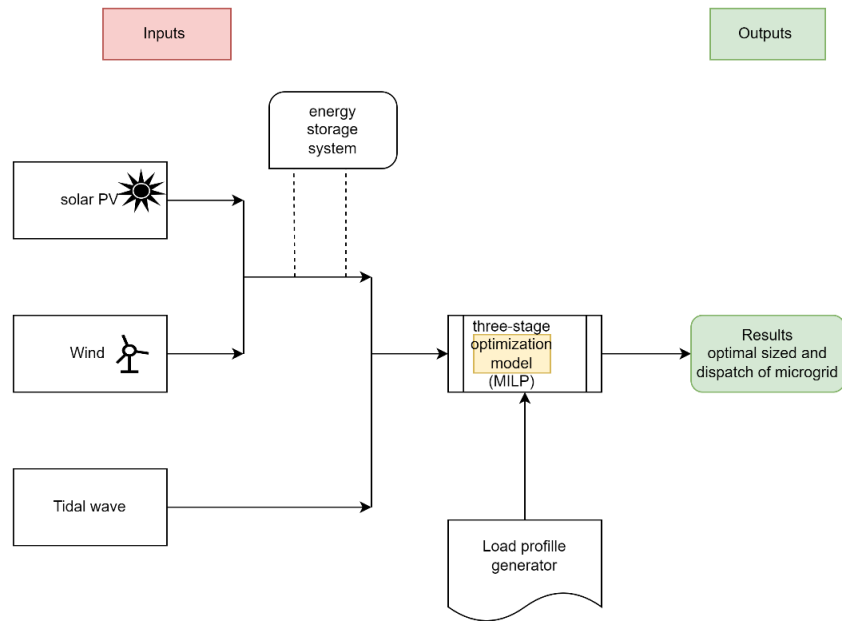 Inputs
Outputs
energy
storage
system
solar PV
Wind
three-stage
optimization
model
(MILP)
Results
optimal sized and
dispatch of microgrid
Tidal wave
Load profille
generator